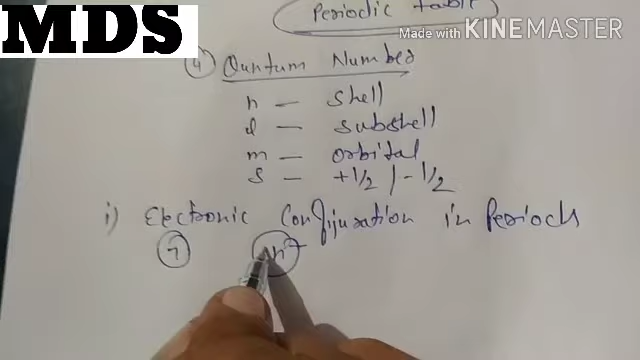 MDS
Periodic table
Made with KINEMASTER
4 Quntum Number
n — Shell
l — subshell
m — orbital
s — +1/2 / -1/2
i) Electronic Configuration in Periods
7